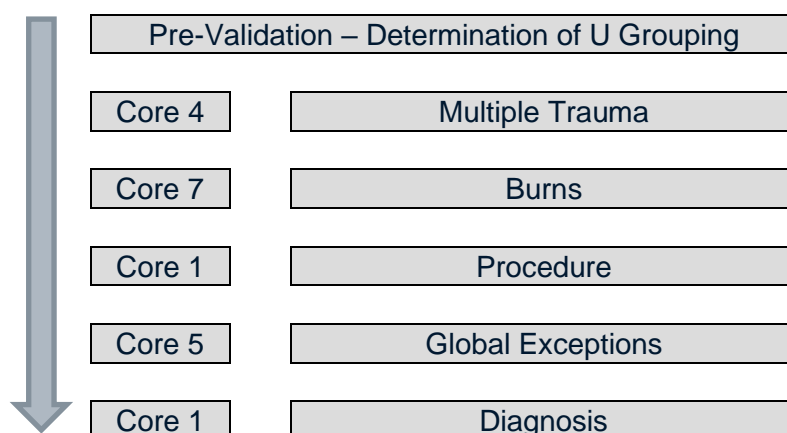 Pre-Validation – Determination of U Grouping
Core 4 Multiple Trauma
Core 7 Burns
Core 1 Procedure
Core 5 Global Exceptions
Core 1 Diagnosis